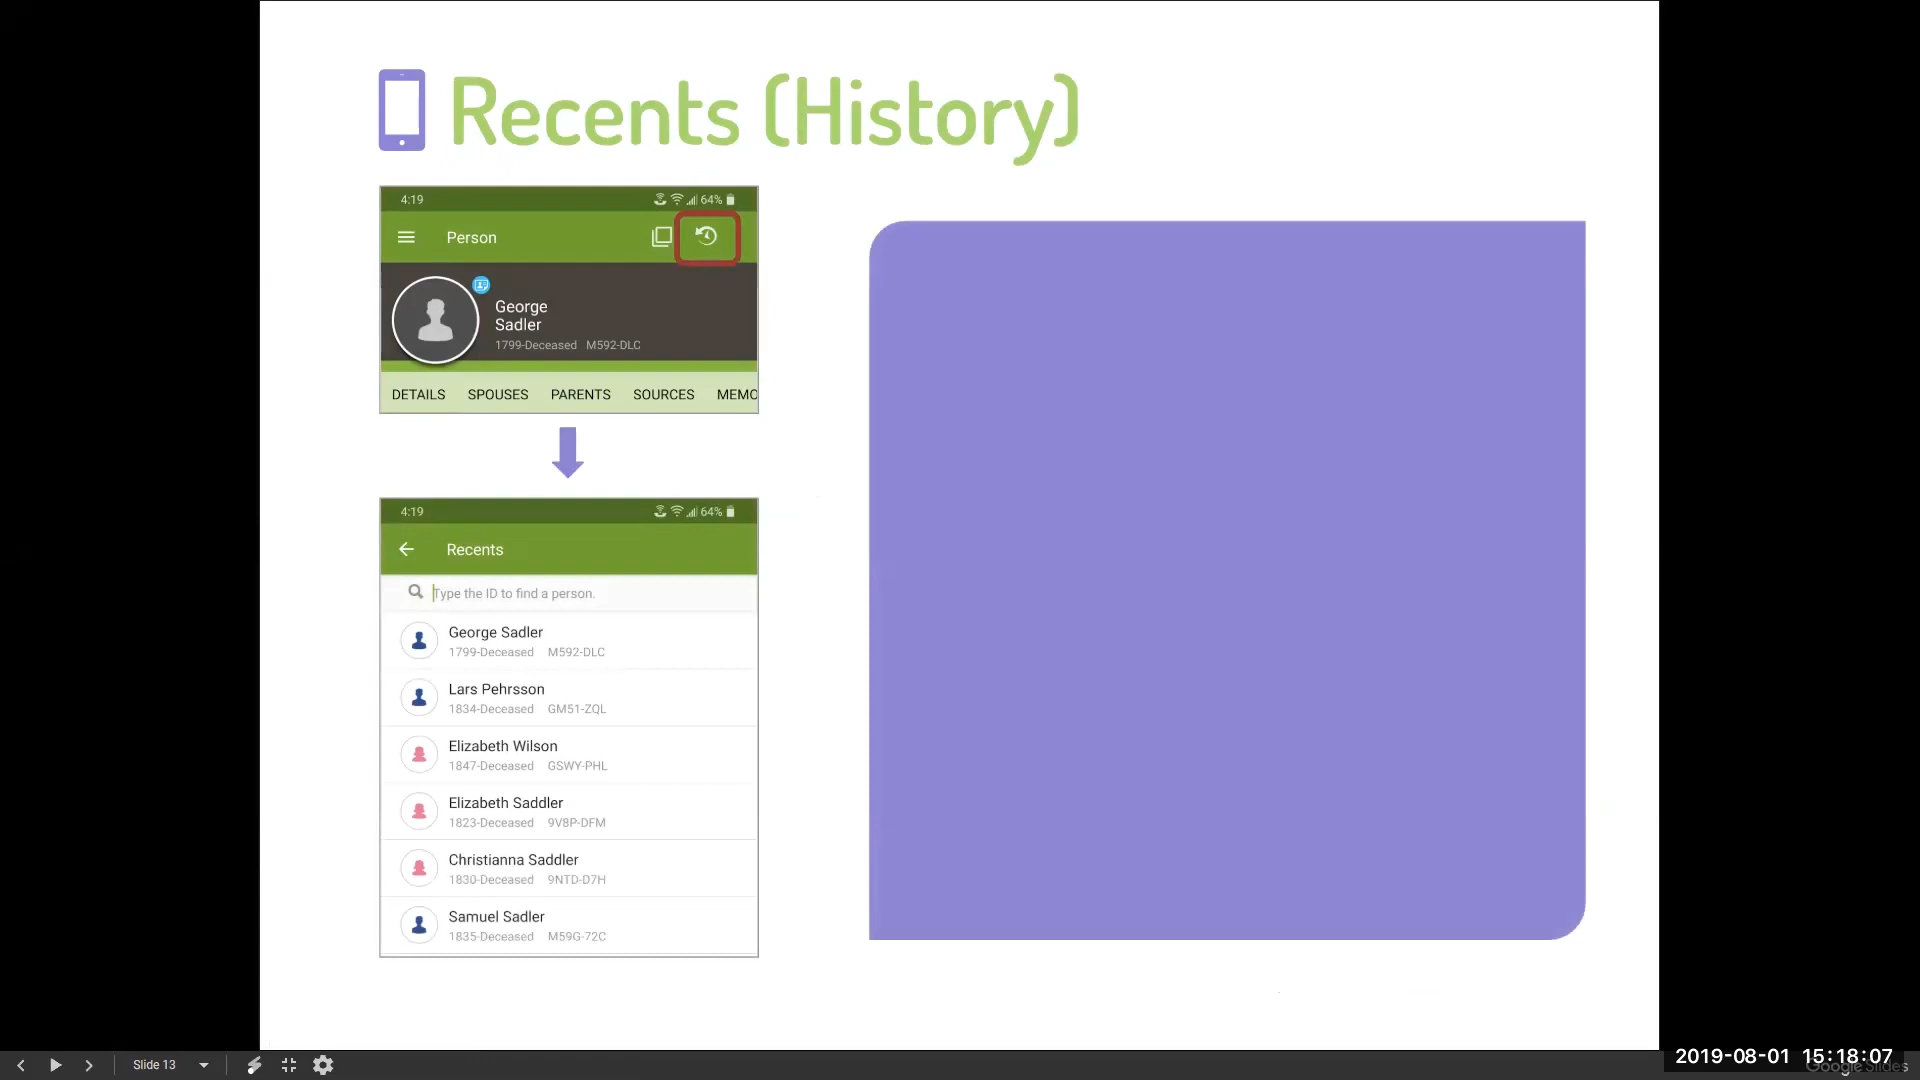 Recents (History)
4:19 64%
Person
George
Sadler
1799-Deceased M592-DLC
DETAILS SPOUSES PARENTS SOURCES MEMO
4:19 64%
Recents
Type the ID to find a person.
George Sadler
1799-Deceased M592-DLC
Lars Pehrsson
1834-Deceased GM51-ZQL
Elizabeth Wilson
1847-Deceased GSWY-PHL
Elizabeth Saddler
1823-Deceased 9V8P-DFM
Christianna Saddler
1830-Deceased 9NTD-D7H
Samuel Sadler
1835-Deceased M59G-72C
Slide 13
2019-08-01 15:18:07
Google Slides